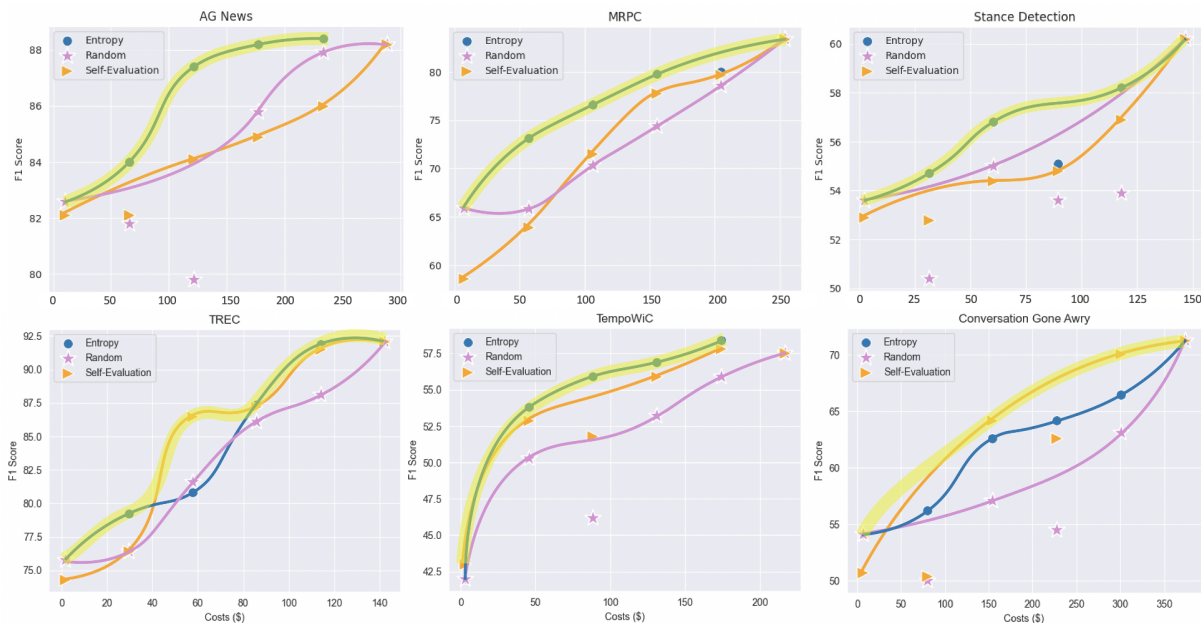 AG News
F1 Score
88
86
84
82
80
Entropy
Random
Self-Evaluation
0 50 100 150 200 250 300
MRPC
F1 Score
80
75
70
65
60
Entropy
Random
Self-Evaluation
0 50 100 150 200 250
Stance Detection
F1 Score
60
58
56
54
52
50
Entropy
Random
Self-Evaluation
0 25 50 75 100 125 150
TREC
F1 Score
92.5
90.0
87.5
85.0
82.5
80.0
77.5
75.0
Entropy
Random
Self-Evaluation
0 20 40 60 80 100 120 140
Costs ($)
TempoWiC
F1 Score
57.5
55.0
52.5
50.0
47.5
45.0
42.5
Entropy
Random
Self-Evaluation
0 50 100 150 200
Costs ($)
Conversation Gone Awry
F1 Score
70
65
60
55
50
Entropy
Random
Self-Evaluation
0 50 100 150 200 250 300 350
Costs ($)